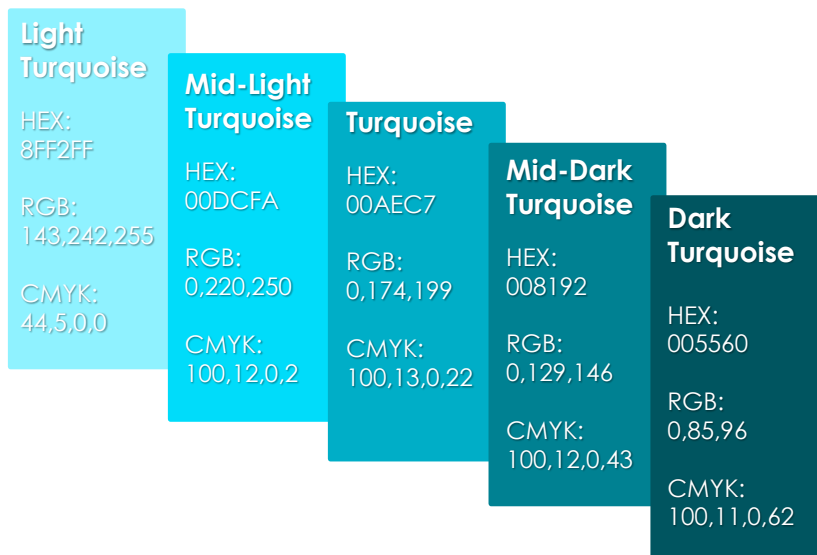 Light
Turquoise
HEX:
8FF2FF
RGB:
143,242,255
CMYK:
44,5,0,0
Mid-Light
Turquoise
HEX:
00DCFA
RGB:
0,220,250
CMYK:
100,12,0,2
Turquoise
HEX:
00AEC7
RGB:
0,174,199
CMYK:
100,13,0,22
Mid-Dark
Turquoise
HEX:
008192
RGB:
0,129,146
CMYK:
100,12,0,43
Dark
Turquoise
HEX:
005560
RGB:
0,85,96
CMYK:
100,11,0,62